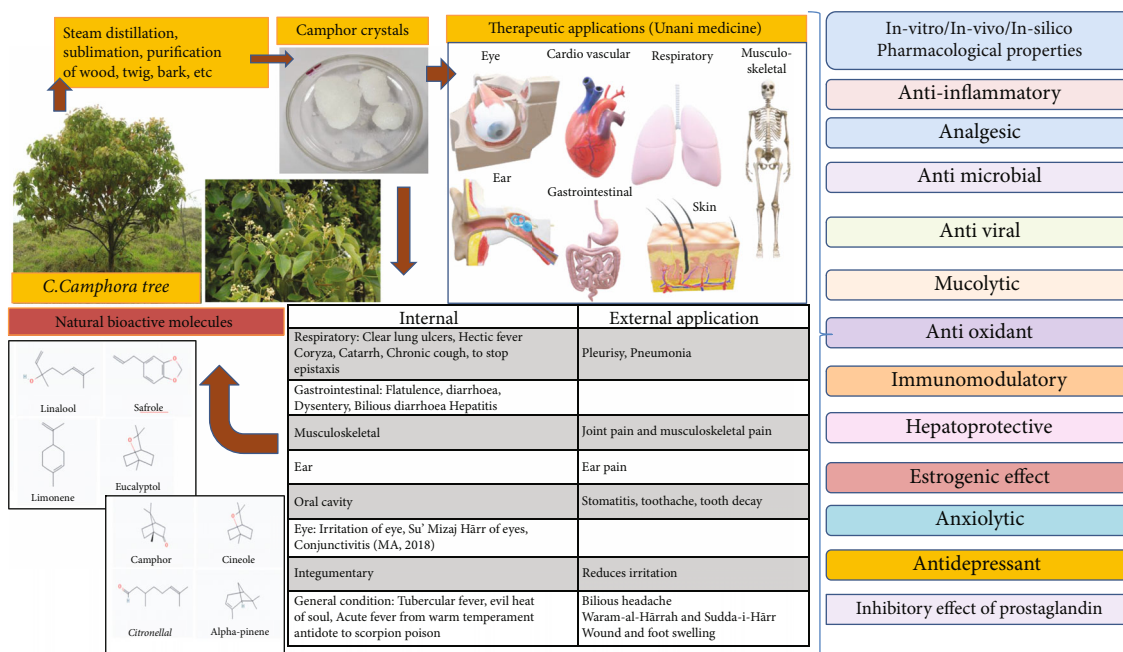 Steam distillation,
sublimation, purification
of wood, twig, bark, etc
Camphor crystals
Therapeutic applications (Unani medicine)
Eye
Cardio vascular
Respiratory
Musculo-
skeletal
Ear
Gastrointestinal
Skin
C.Camphora tree
Natural bioactive molecules
H
O
Linalool
O
O
Safrole
Limonene
O
Eucalyptol
O
Camphor
O
Cineole
O
Citronellal
Alpha-pinene
Internal
External application
Respiratory: Clear lung ulcers, Hectic fever
Coryza, Catarrh, Chronic cough, to stop
epistaxis
Pleurisy, Pneumonia
Gastrointestinal: Flatulence, diarrhoea,
Dysentery, Bilious diarrhoea Hepatitis
Musculoskeletal
Joint pain and musculoskeletal pain
Ear
Ear pain
Oral cavity
Stomatitis, toothache, tooth decay
Eye: Irritation of eye, Su' Mizaj Hārr of eyes,
Conjunctivitis (MA, 2018)
Integumentary
Reduces irritation
General condition: Tubercular fever, evil heat
of soul, Acute fever from warm temperament
antidote to scorpion poison
Bilious headache
Waram-al-Hārrah and Sudda-i-Hārr
Wound and foot swelling
In-vitro/In-vivo/In-silico
Pharmacological properties
Anti-inflammatory
Analgesic
Anti microbial
Anti viral
Mucolytic
Anti oxidant
Immunomodulatory
Hepatoprotective
Estrogenic effect
Anxiolytic
Antidepressant
Inhibitory effect of prostaglandin